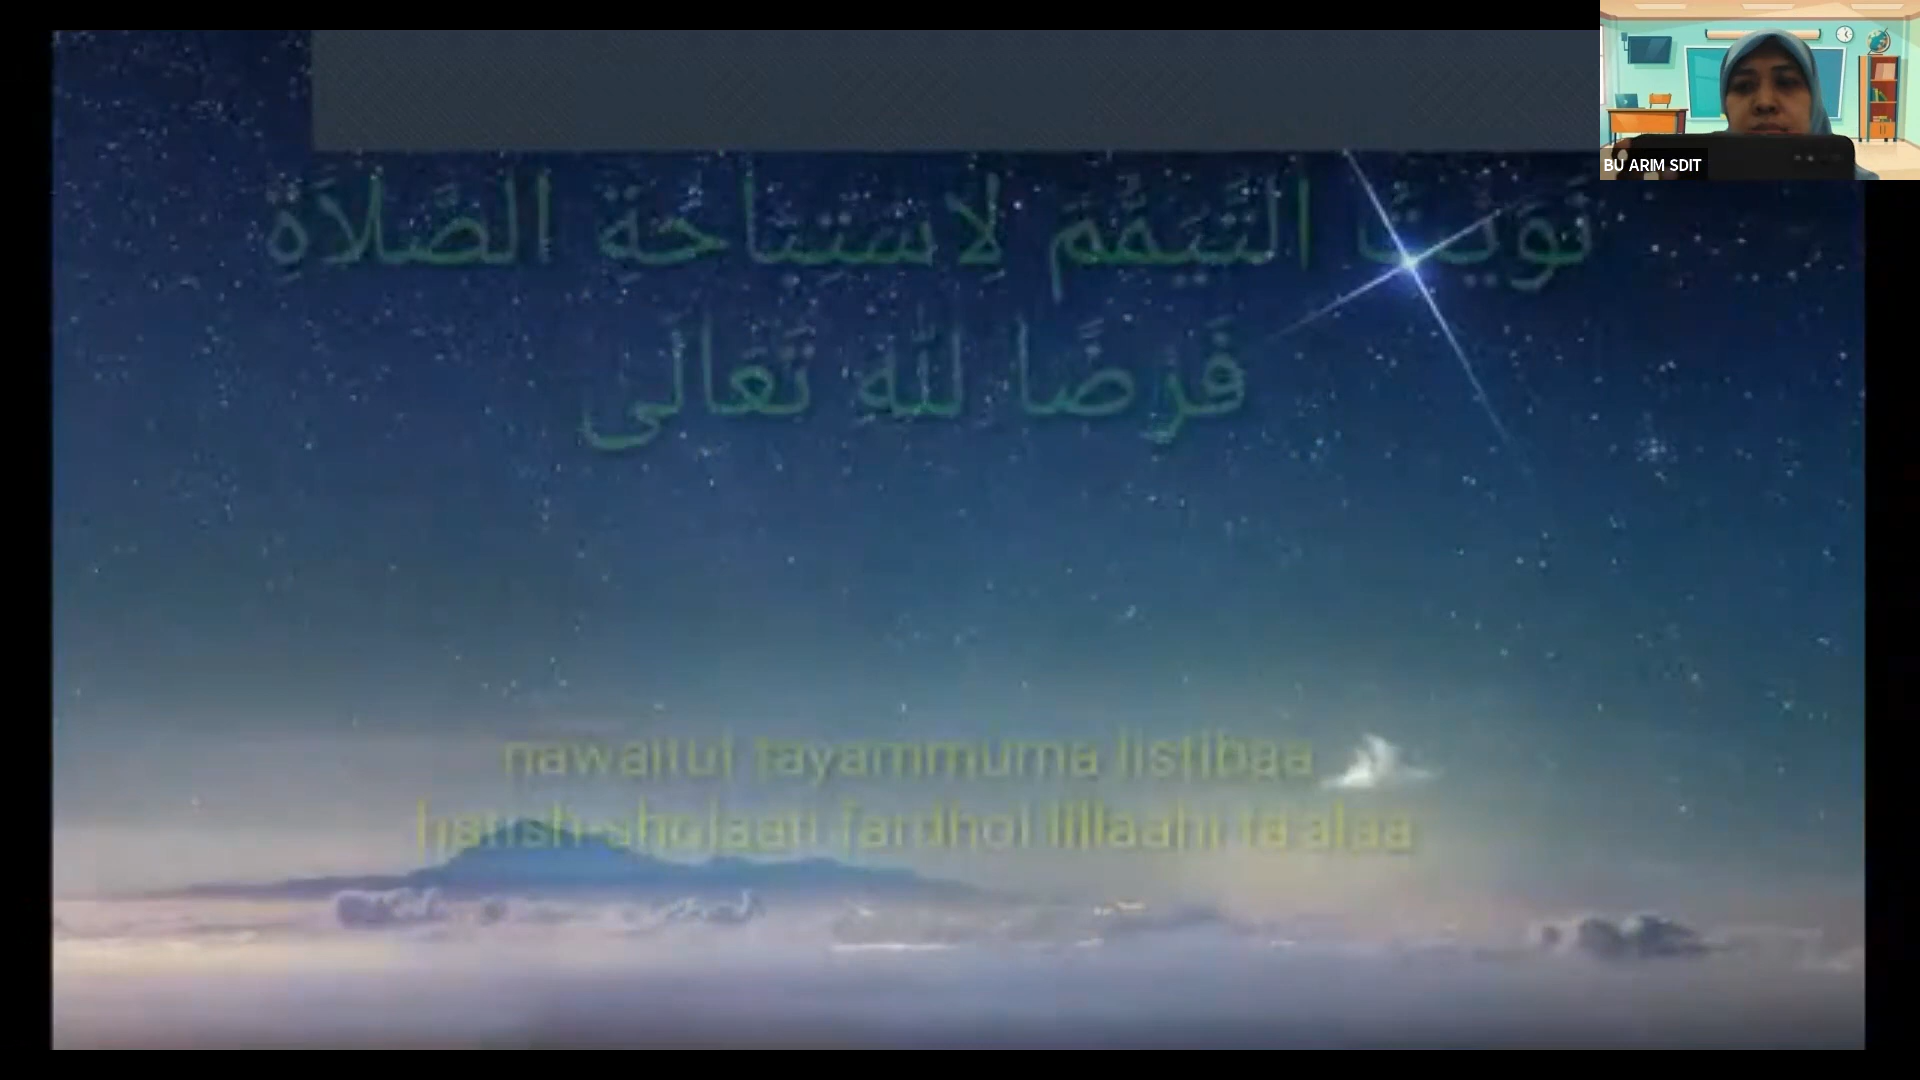 نَوَيْتُ التَّيَمُّمَ لِاسْتِبَاحَةِ الصَّلَاةِ
فَرْضًا لِلّٰهِ تَعَالَى
nawaitut tayammuma listibaa
hatish-sholaati fardhol lillaahi ta'alaa
BU ARIM SDIT